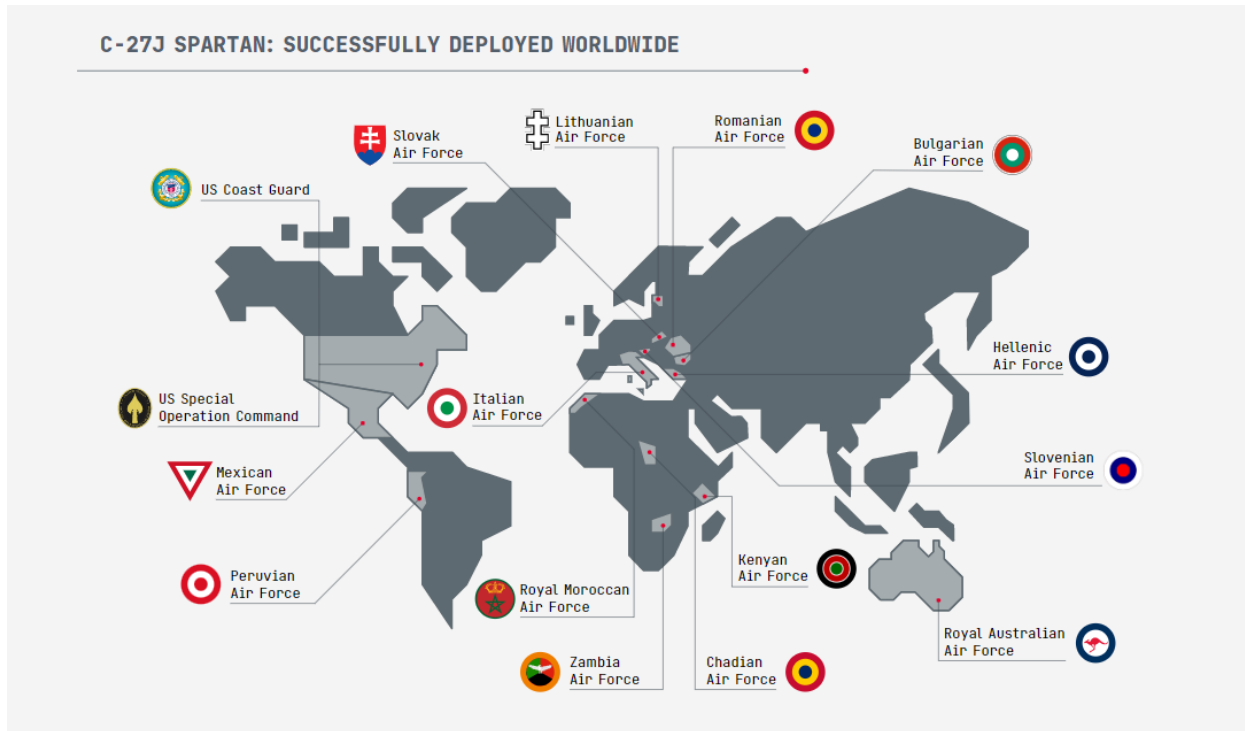 C-27J SPARTAN: SUCCESSFULLY DEPLOYED WORLDWIDE
Slovak
Air Force
Lithuanian
Air Force
Romanian
Air Force
Bulgarian
Air Force
US Coast Guard
Hellenic
Air Force
US Special
Operation Command
Italian
Air Force
Mexican
Air Force
Slovenian
Air Force
Peruvian
Air Force
Royal Moroccan
Air Force
Kenyan
Air Force
Royal Australian
Air Force
Zambia
Air Force
Chadian
Air Force